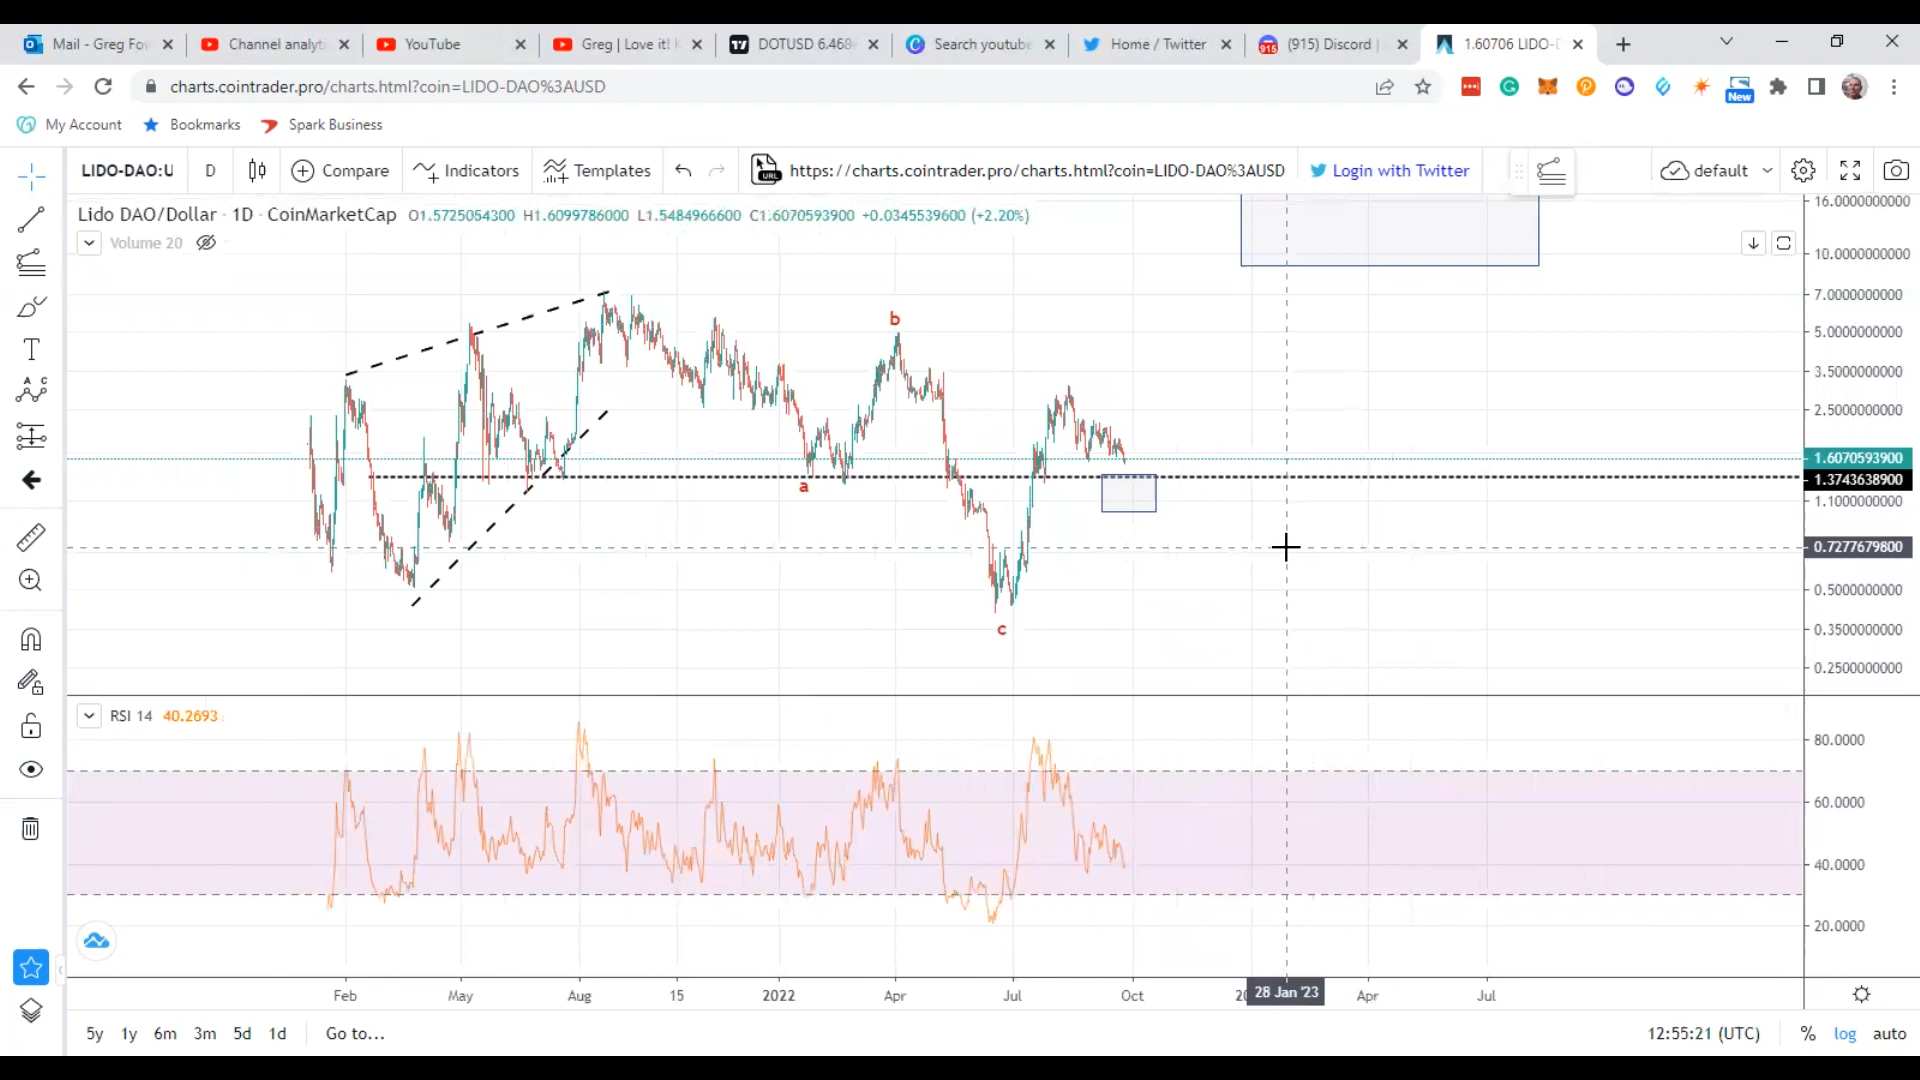 Mail - Greg Fo
Channel analyt
YouTube
Greg | Love it!
DOTUSD 6.468
Search youtube
Home / Twitter
(915) Discord |
1.60706 LIDO-
charts.cointrader.pro/charts.html?coin=LIDO-DAO%3AUSD
New
My Account
Bookmarks
Spark Business
LIDO-DAO:U
D
Compare
Indicators
Templates
URL
https://charts.cointrader.pro/charts.html?coin=LIDO-DAO%3AUSD
Login with Twitter
default
Lido DAO/Dollar · 1D · CoinMarketCap O1.5725054300 H1.6099786000 L1.5484966600 C1.6070593900 +0.0345539600 (+2.20%)
Volume 20
16.0000000000
10.0000000000
7.0000000000
5.0000000000
3.5000000000
2.5000000000
1.6070593900
1.3743638900
1.1000000000
0.7277679800
0.5000000000
0.3500000000
0.2500000000
b
a
c
RSI 14 40.2693
80.0000
60.0000
40.0000
20.0000
Feb May Aug 15 2022 Apr Jul Oct 28 Jan '23 Apr Jul
5y 1y 6m 3m 5d 1d Go to... 12:55:21 (UTC) % log auto